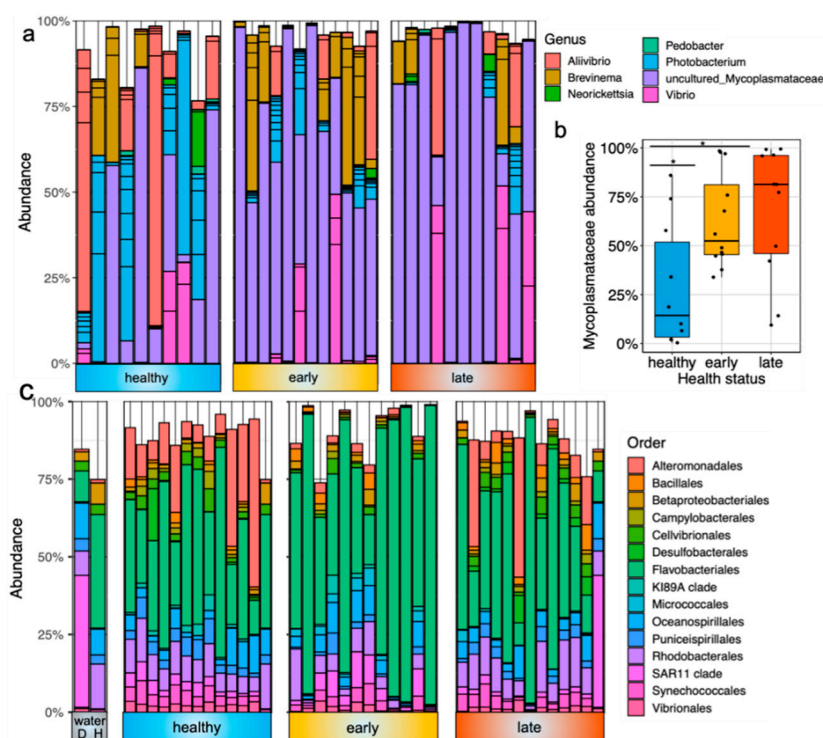 a
Abundance
100%
75%
50%
25%
0%
healthy
early
late
Genus
Aliivibrio
Brevinema
Neorickettsia
Pedobacter
Photobacterium
uncultured_Mycoplasmataceae
Vibrio
b
Mycoplasmataceae abundance
100%
75%
50%
25%
0%
*
*
healthy
early
late
Health status
C
Abundance
100%
75%
50%
25%
0%
water
D H
healthy
early
late
Order
Alteromonadales
Bacillales
Betaproteobacteriales
Campylobacterales
Cellvibrionales
Desulfobacterales
Flavobacteriales
KI89A clade
Micrococcales
Oceanospirillales
Puniceispirillales
Rhodobacterales
SAR11 clade
Synechococcales
Vibrionales